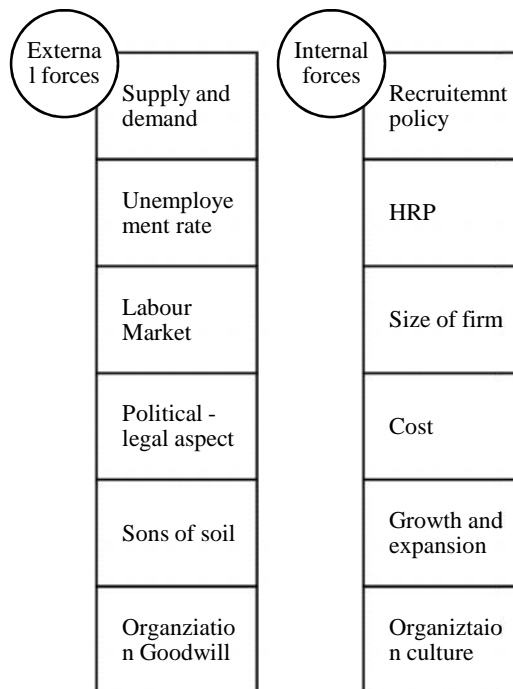 Externa
l forces
Supply and
demand
Unemploye
ment rate
Labour
Market
Political -
legal aspect
Sons of soil
Organziatio
n Goodwill
Internal
forces
Recruitemnt
policy
HRP
Size of firm
Cost
Growth and
expansion
Organiztaio
n culture